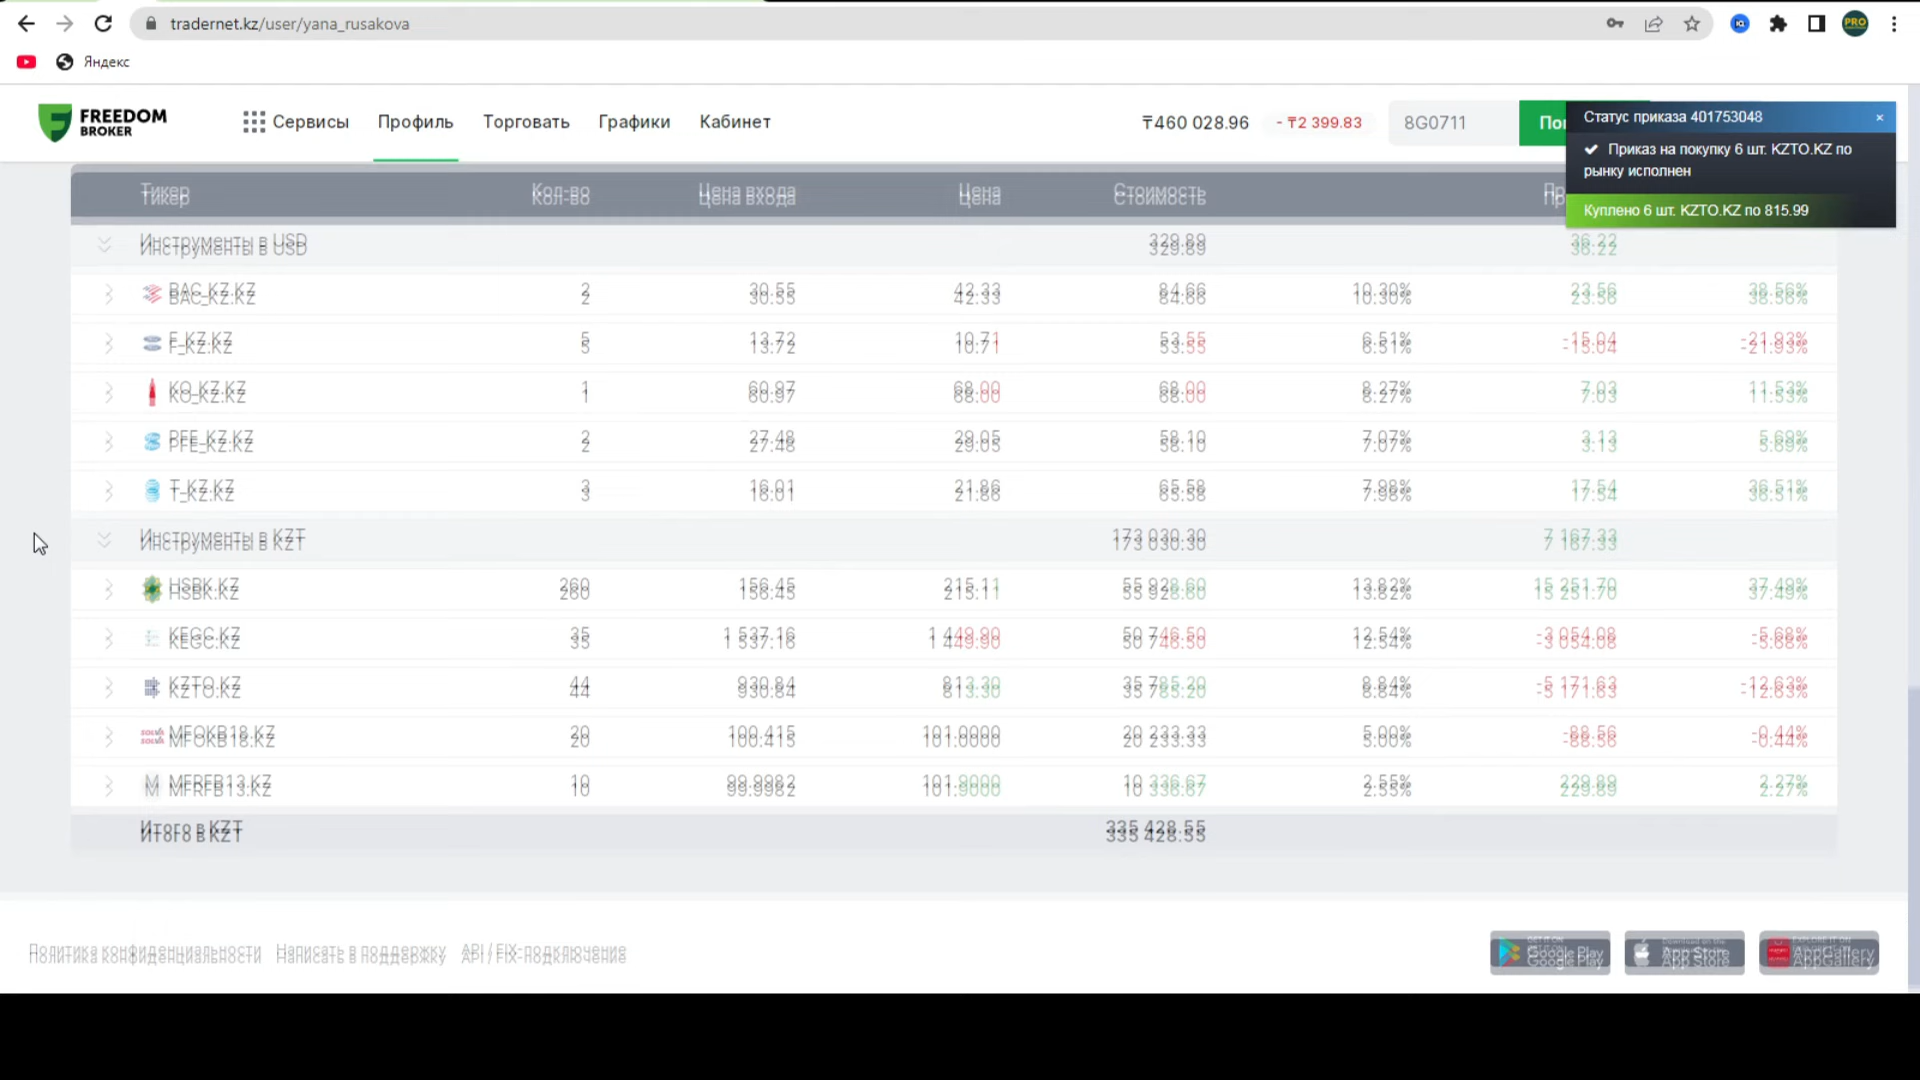 tradernet.kz/user/yana_rusakova
PRO
Яндекс
FREEDOM
BROKER
Сервисы Профиль Торговать Графики Кабинет
₸460 028.96 - ₸2 399.83 8G0711
Статус приказа 401753048 ×
Приказ на покупку 6 шт. KZTO.KZ по
рынку исполнен
Куплено 6 шт. KZTO.KZ по 815.99
Тикер Кол-во Цена входа Цена Стоимость
Инструменты в USD 329.89 36.22
BAC_KZ.KZ 2 30.55 42.33 84.66 10.30% 23.56 38.56%
F_KZ.KZ 5 13.72 10.71 53.55 6.51% -15.04 -21.93%
KO_KZ.KZ 1 60.97 68.00 68.00 8.27% 7.03 11.53%
PFE_KZ.KZ 2 27.48 29.05 58.10 7.07% 3.13 5.69%
T_KZ.KZ 3 16.01 21.86 65.58 7.98% 17.54 36.51%
Инструменты в KZT 173 030.30 7 167.33
HSBK.KZ 260 156.45 215.11 55 928.60 13.82% 15 251.70 37.49%
KEGC.KZ 35 1 537.16 1 449.90 50 746.50 12.54% -3 054.08 -5.68%
KZTO.KZ 44 930.84 813.30 35 785.20 8.84% -5 171.63 -12.63%
MFOKB18.KZ 20 100.415 101.0000 20 233.33 5.00% -88.56 -0.44%
M MFRFB13.KZ 10 99.9982 101.9000 10 336.67 2.55% 229.89 2.27%
Итого в KZT 335 428.55
Политика конфиденциальности Написать в поддержку API / FIX-подключение
GET IT ON
Google Play
Download on the
App Store
EXPLORE IT ON
AppGallery